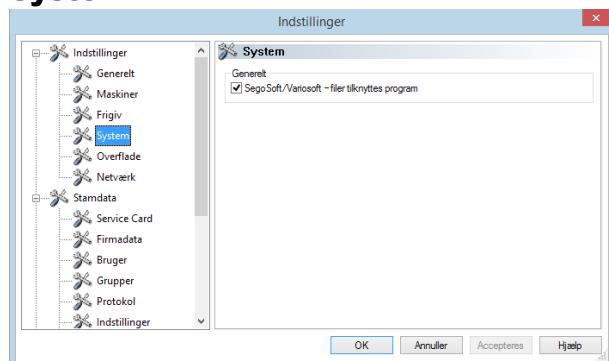 Indstillinger
Indstillinger
Generelt
Maskiner
Frigiv
System
Overflade
Netværk
Stamdata
Service Card
Firmadata
Bruger
Grupper
Protokol
Indstillinger
System
Generelt
SegoSoft/Variosoft -filer tilknyttes program
OK
Annuller
Accepteres
Hjælp